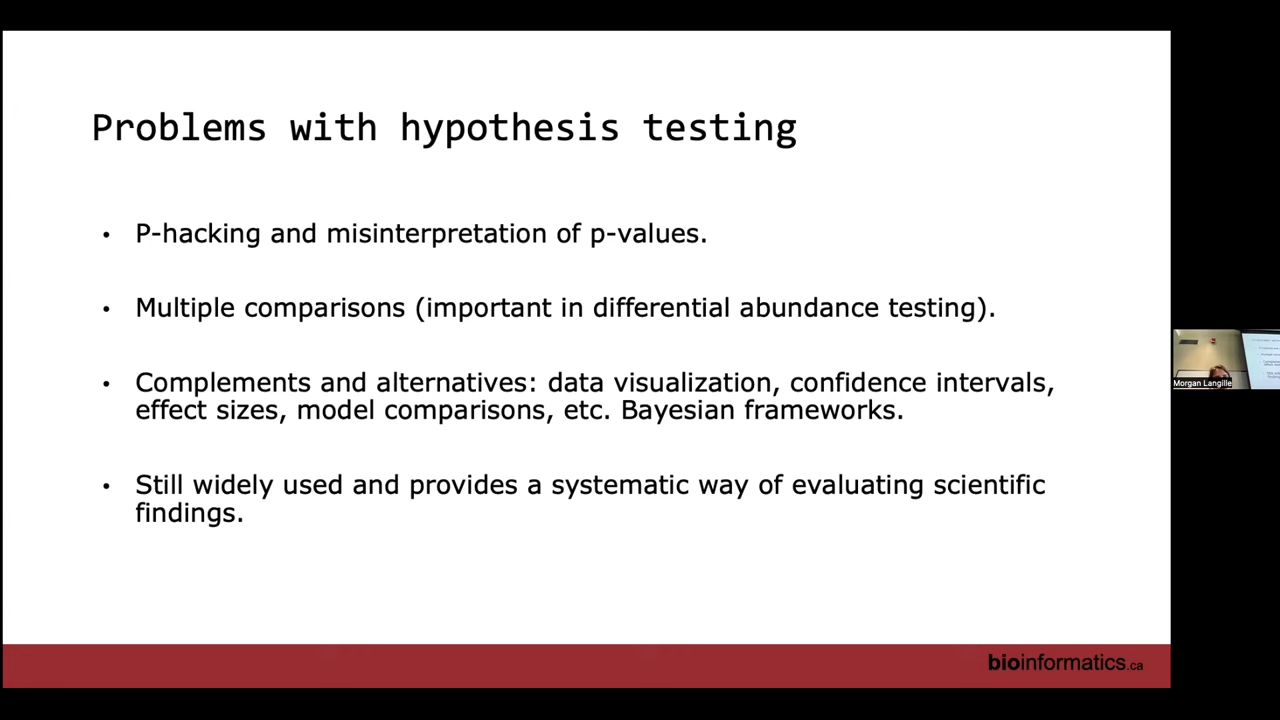 Problems with hypothesis testing
• P-hacking and misinterpretation of p-values.
• Multiple comparisons (important in differential abundance testing).
• Complements and alternatives: data visualization, confidence intervals,
effect sizes, model comparisons, etc. Bayesian frameworks.
• Still widely used and provides a systematic way of evaluating scientific
findings.
Morgan Langille
bioinformatics.ca